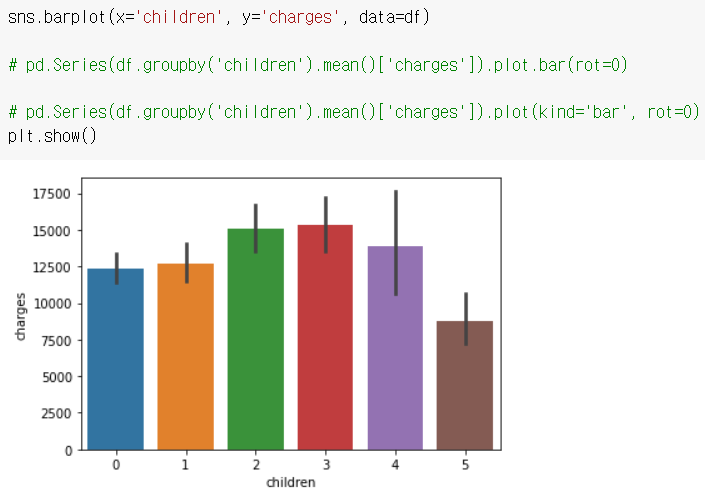 sns.barplot(x='children', y='charges', data=df)
# pd.Series(df.groupby('children').mean()['charges']).plot.bar(rot=0)
# pd.Series(df.groupby('children').mean()['charges']).plot(kind='bar', rot=0)
plt.show()
17500
15000
12500
10000
7500
5000
2500
0
charges
0 1 2 3 4 5
children